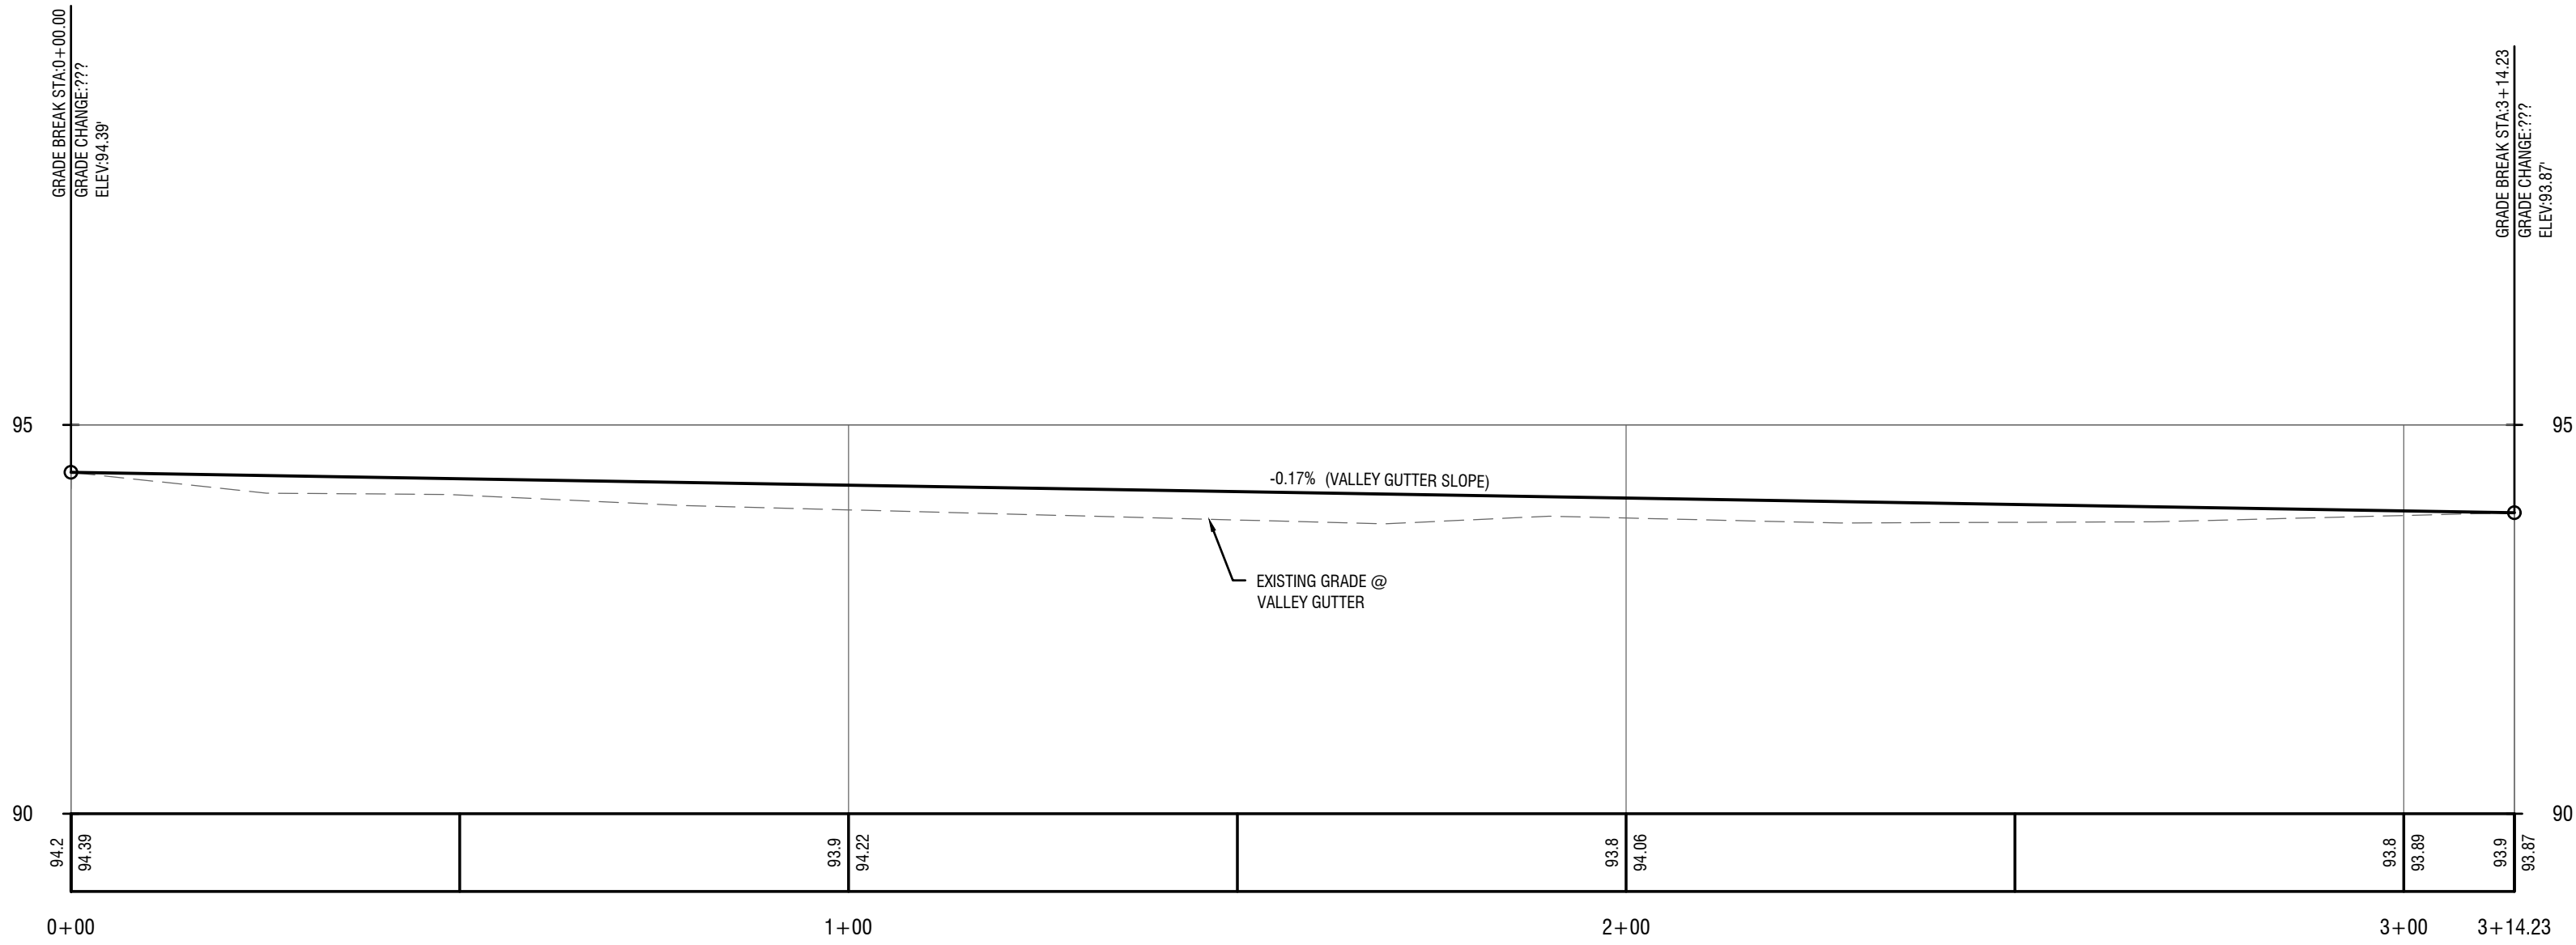 GRADE BREAK STA:0+00.00
GRADE CHANGE:???
ELEV:94.39'
GRADE BREAK STA:3+14.23
GRADE CHANGE:???
ELEV:93.87'
95
95
-0.17% (VALLEY GUTTER SLOPE)
EXISTING GRADE @
VALLEY GUTTER
90
90
94.2
94.39
93.9
94.22
93.8
94.06
93.8
93.89
93.9
93.87
0+00
1+00
2+00
3+00
3+14.23